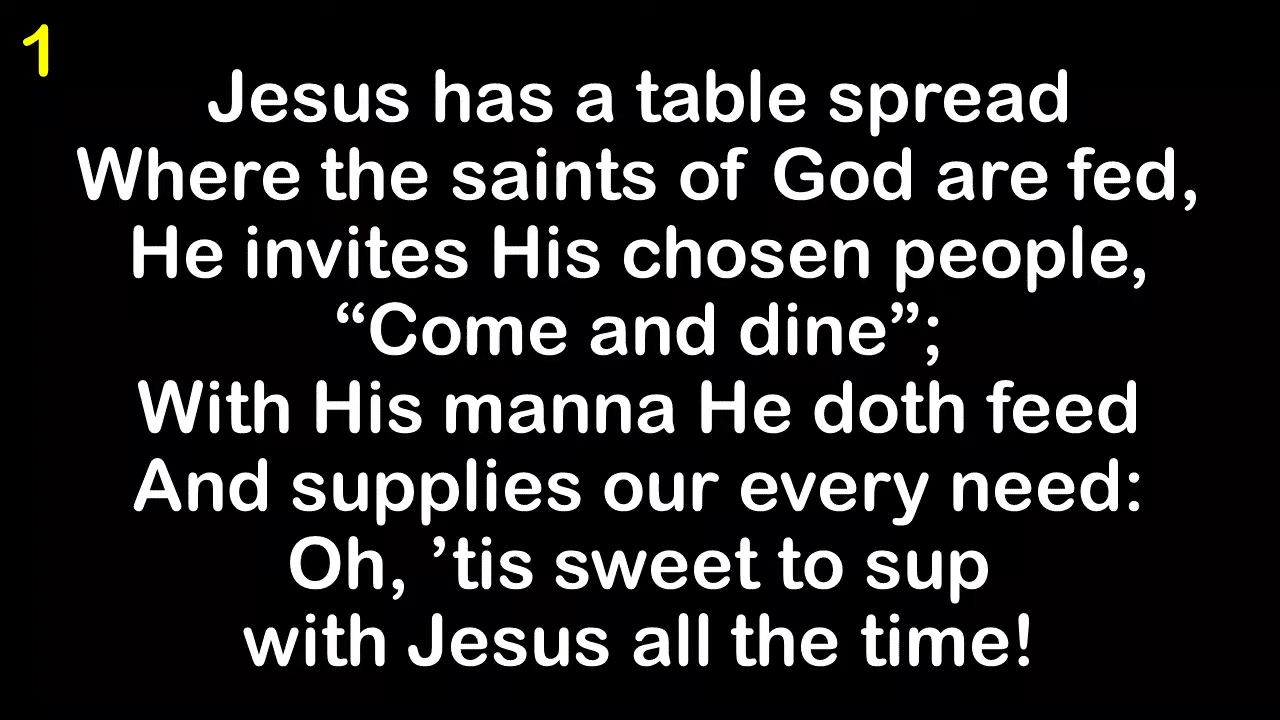 1
Jesus has a table spread
Where the saints of God are fed,
He invites His chosen people,
“Come and dine”;
With His manna He doth feed
And supplies our every need:
Oh, ’tis sweet to sup
with Jesus all the time!